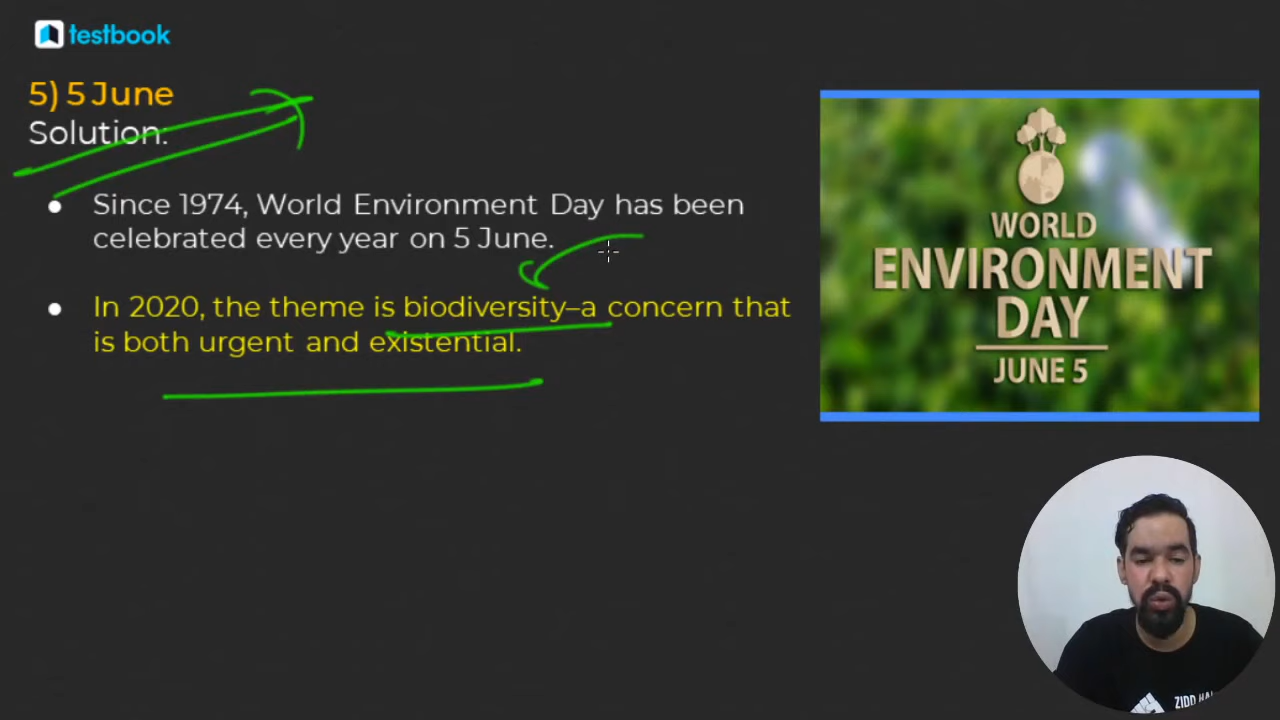 testbook
5) 5 June
Solution:
Since 1974, World Environment Day has been
celebrated every year on 5 June.
In 2020, the theme is biodiversity–a concern that
is both urgent and existential.
WORLD
ENVIRONMENT
DAY
JUNE 5
ZIDD